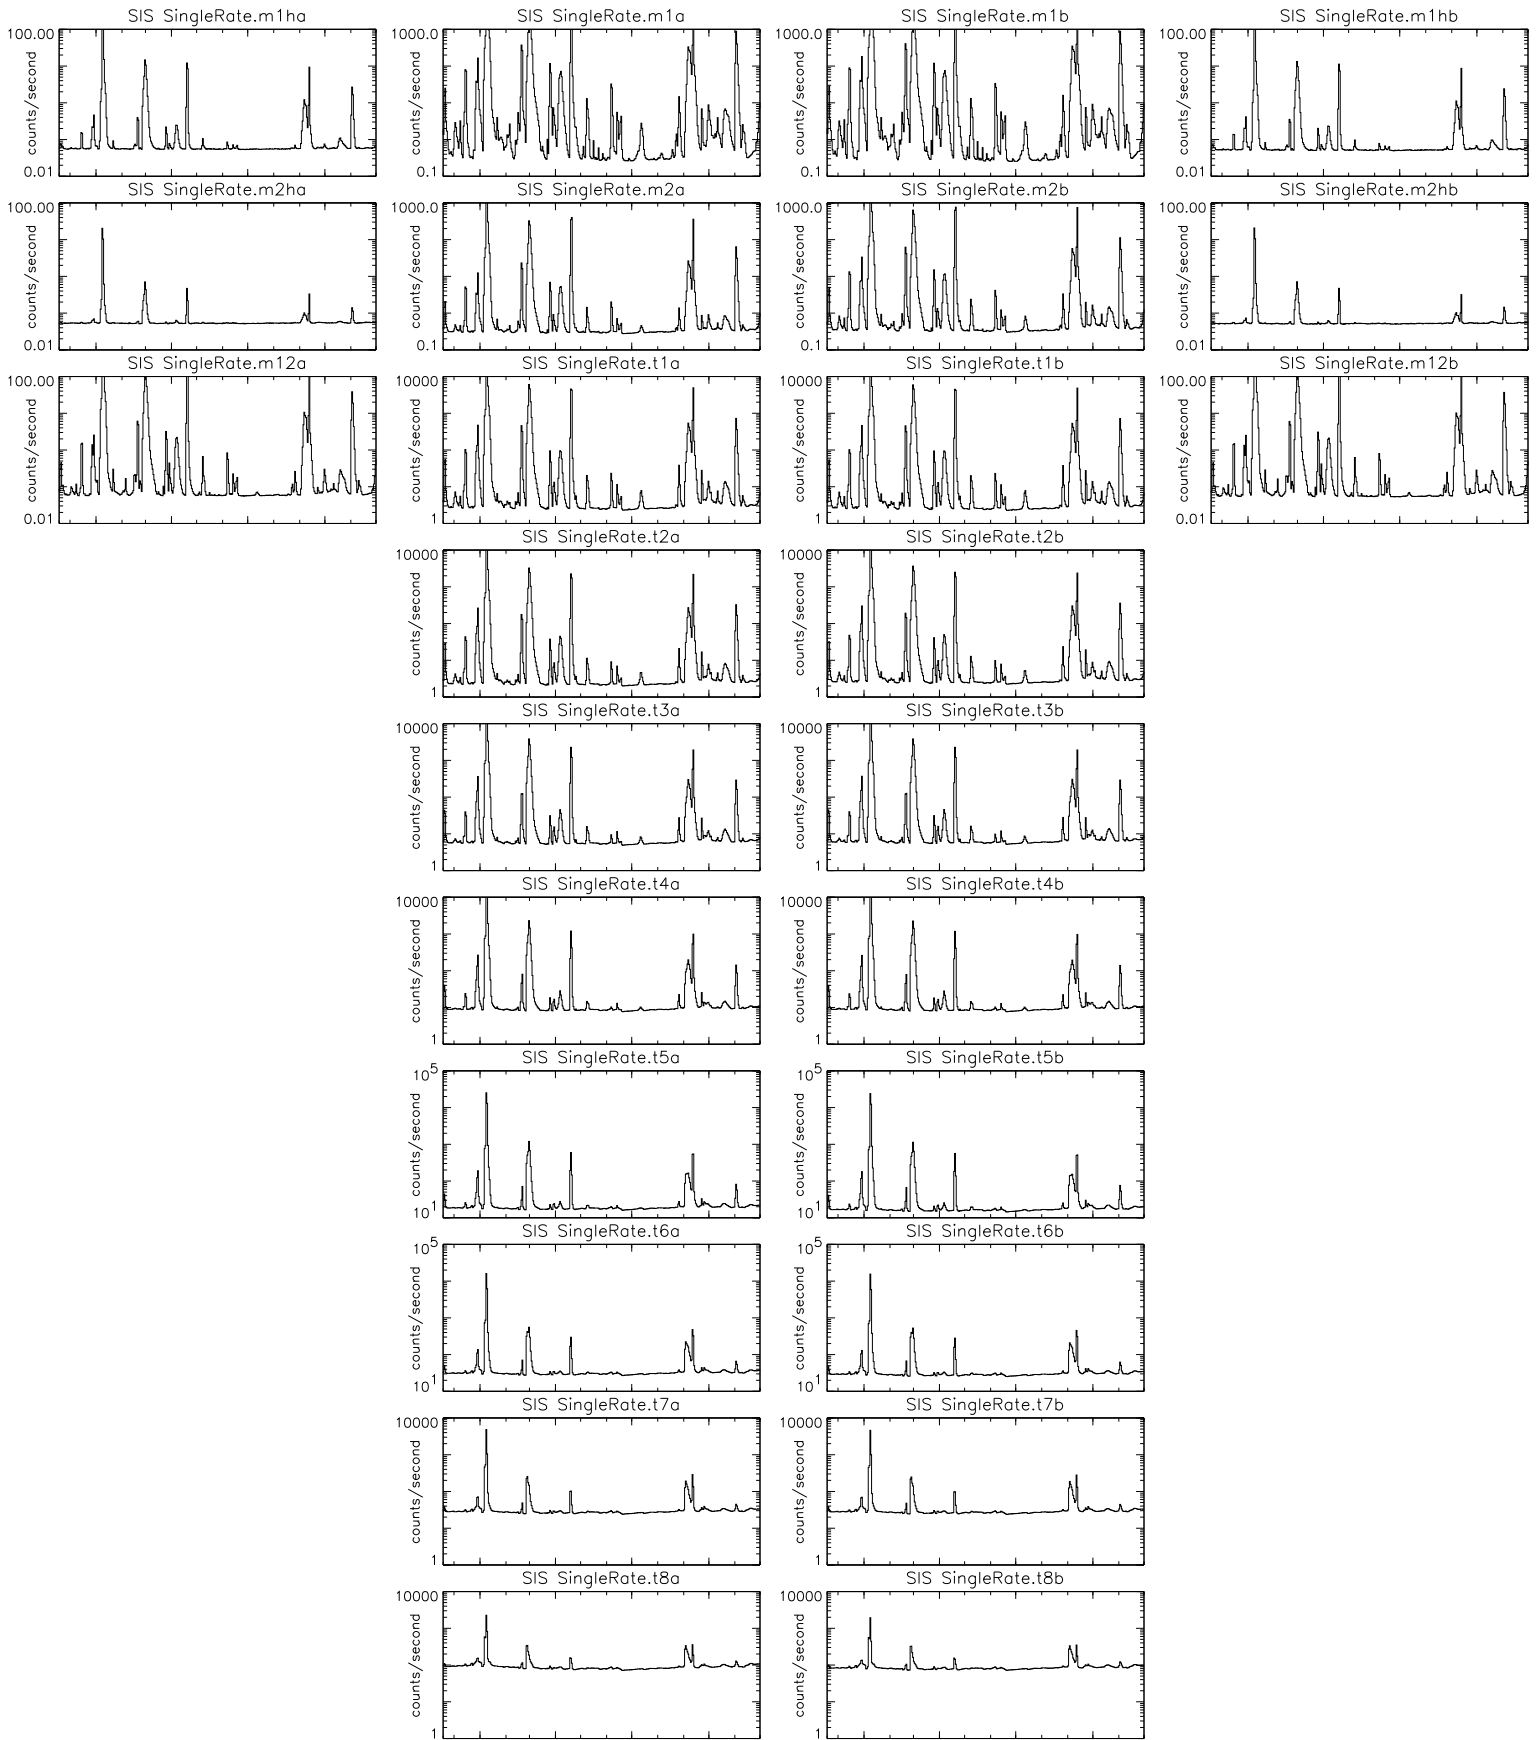 SIS SingleRate.m1ha
SIS SingleRate.m1a
SIS SingleRate.m1b
SIS SingleRate.m1hb
100.00
counts/second
0.01
1000.0
counts/second
0.1
1000.0
counts/second
0.1
100.00
counts/second
0.01
SIS SingleRate.m2ha
SIS SingleRate.m2a
SIS SingleRate.m2b
SIS SingleRate.m2hb
100.00
counts/second
0.01
1000.0
counts/second
0.1
1000.0
counts/second
0.1
100.00
counts/second
0.01
SIS SingleRate.m12a
SIS SingleRate.t1a
SIS SingleRate.t1b
SIS SingleRate.m12b
100.00
counts/second
0.01
10000
counts/second
1
10000
counts/second
1
100.00
counts/second
0.01
SIS SingleRate.t2a
SIS SingleRate.t2b
10000
counts/second
1
10000
counts/second
1
SIS SingleRate.t3a
SIS SingleRate.t3b
10000
counts/second
1
10000
counts/second
1
SIS SingleRate.t4a
SIS SingleRate.t4b
10000
counts/second
1
10000
counts/second
1
SIS SingleRate.t5a
SIS SingleRate.t5b
10^5
counts/second
10^1
10^5
counts/second
10^1
SIS SingleRate.t6a
SIS SingleRate.t6b
10^5
counts/second
10^1
10^5
counts/second
10^1
SIS SingleRate.t7a
SIS SingleRate.t7b
10000
counts/second
1
10000
counts/second
1
SIS SingleRate.t8a
SIS SingleRate.t8b
10000
counts/second
1
10000
counts/second
1